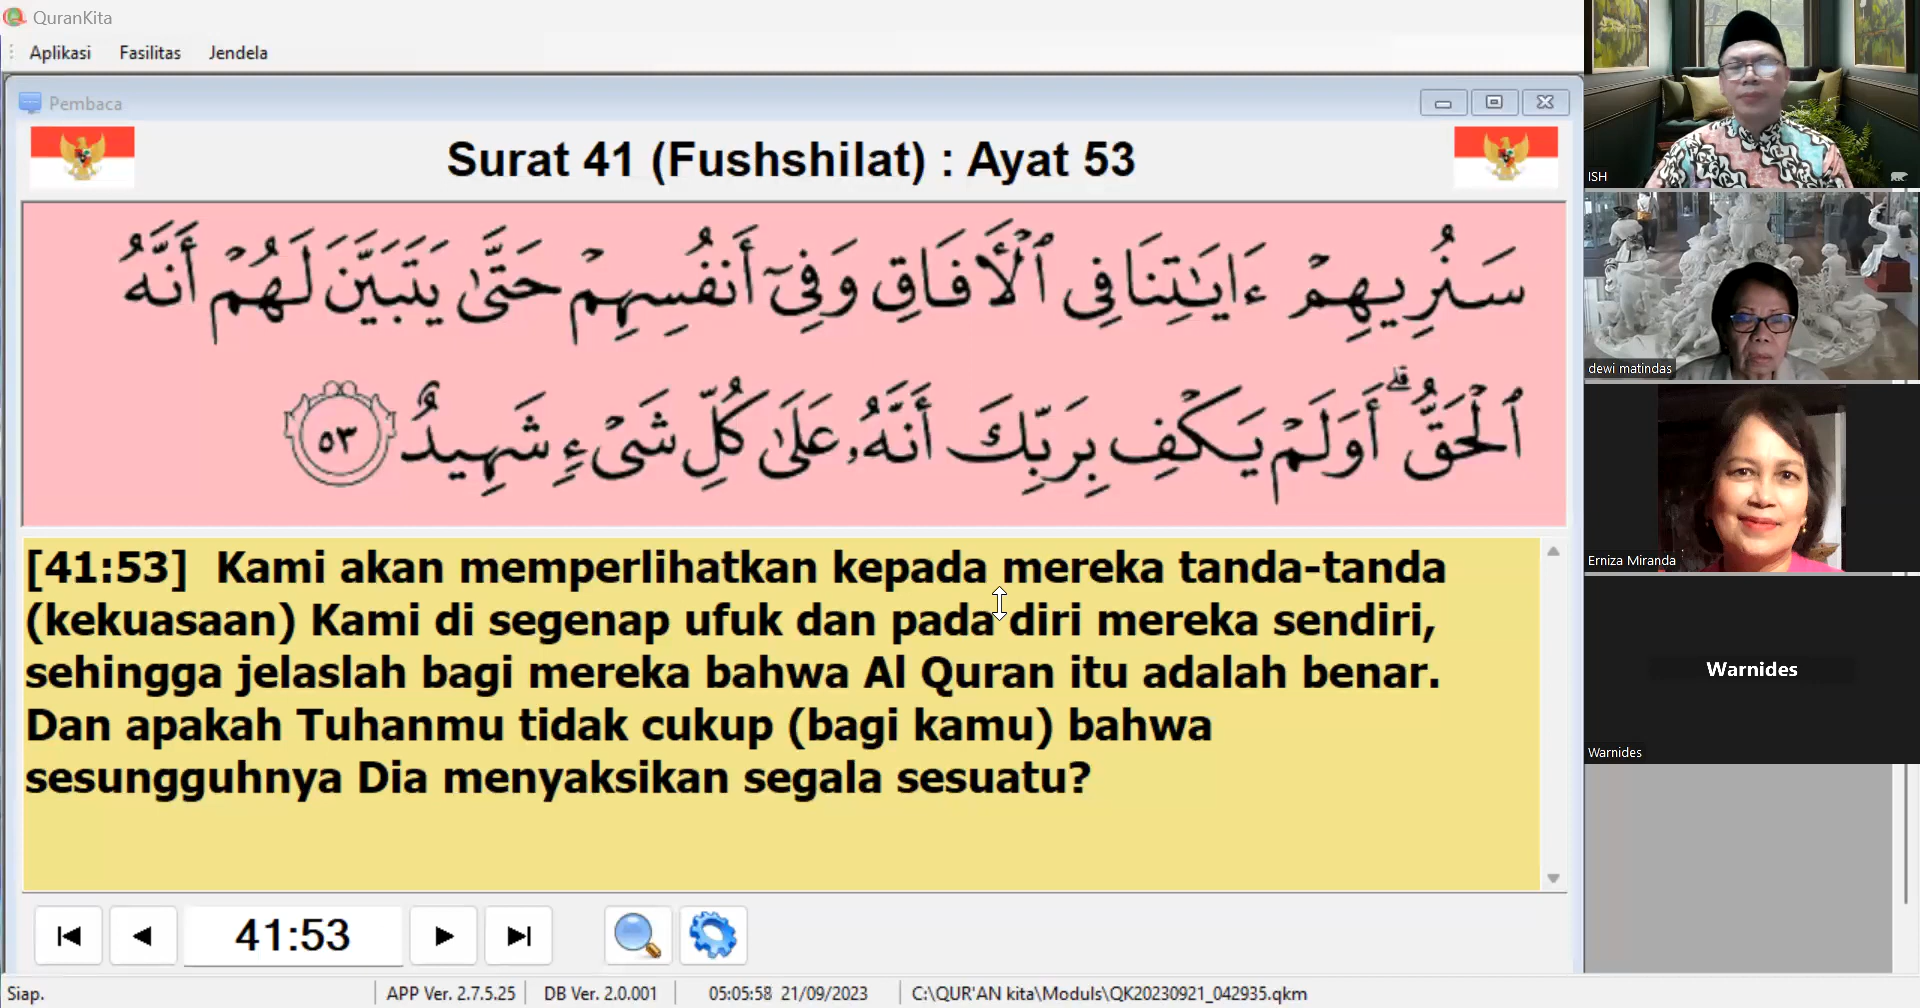 QuranKita
Aplikasi Fasilitas Jendela
Pembaca
Surat 41 (Fushshilat) : Ayat 53
سَنُرِيهِمْ ءَايَٰتِنَا فِى ٱلْأَفَاقِ وَفِىٓ أَنفُسِهِمْ حَتَّىٰ يَتَبَيَّنَ لَهُمْ أَنَّهُ
ٱلْحَقُّ ۗ أَوَلَمْ يَكْفِ بِرَبِّكَ أَنَّهُۥ عَلَىٰ كُلِّ شَىْءٍ شَهِيدٌ ٥٣
[41:53] Kami akan memperlihatkan kepada mereka tanda-tanda
(kekuasaan) Kami di segenap ufuk dan pada diri mereka sendiri,
sehingga jelaslah bagi mereka bahwa Al Quran itu adalah benar.
Dan apakah Tuhanmu tidak cukup (bagi kamu) bahwa
sesungguhnya Dia menyaksikan segala sesuatu?
41:53
Siap. APP Ver. 2.7.5.25 DB Ver. 2.0.001 05:05:58 21/09/2023 C:\QUR'AN kita\Moduls\QK20230921_042935.qkm
ISH
dewi matindas
Erniza Miranda
Warnides
Warnides